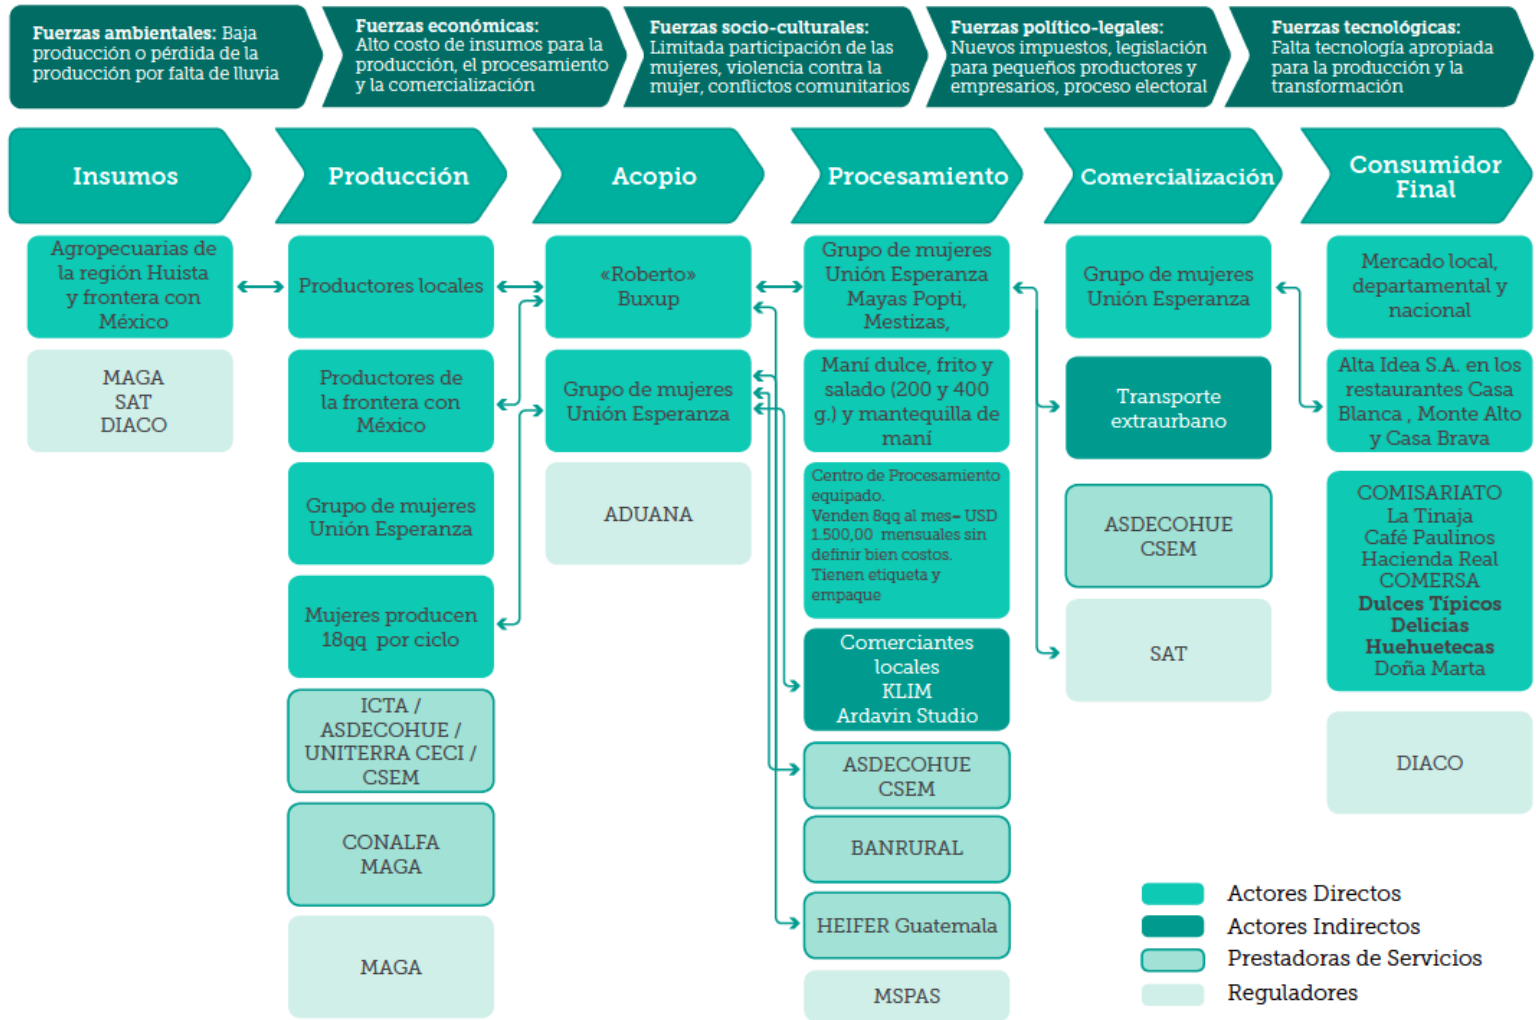 Fuerzas ambientales: Baja
producción o pérdida de la
producción por falta de lluvia
Fuerzas económicas:
Alto costo de insumos para la
producción, el procesamiento
y la comercialización
Fuerzas socio-culturales:
Limitada participación de las
mujeres, violencia contra la
mujer, conflictos comunitarios
Fuerzas político-legales:
Nuevos impuestos, legislación
para pequeños productores y
empresarios, proceso electoral
Fuerzas tecnológicas:
Falta tecnología apropiada
para la producción y la
transformación
Insumos
Producción
Acopio
Procesamiento
Comercialización
Consumidor
Final
Agropecuarias de
la región Huista
y frontera con
México
MAGA
SAT
DIACO
Productores locales
Productores de
la frontera con
México
Grupo de mujeres
Unión Esperanza
Mujeres producen
18qq por ciclo
ICTA /
ASDECOHUE /
UNITERRA CECI /
CSEM
CONALFA
MAGA
MAGA
«Roberto»
Buxup
Grupo de mujeres
Unión Esperanza
ADUANA
Grupo de mujeres
Unión Esperanza
Mayas Popti,
Mestizas,
Maní dulce, frito y
salado (200 y 400
g.) y mantequilla de
maní
Centro de Procesamiento
equipado.
Venden 8qq al mes= USD
1.500,00 mensuales sin
definir bien costos.
Tienen etiqueta y
empaque
Comerciantes
locales
KLIM
Ardavin Studio
ASDECOHUE
CSEM
BANRURAL
HEIFER Guatemala
MSPAS
Grupo de mujeres
Unión Esperanza
Transporte
extraurbano
ASDECOHUE
CSEM
SAT
Mercado local,
departamental y
nacional
Alta Idea S.A. en los
restaurantes Casa
Blanca , Monte Alto
y Casa Brava
COMISARIATO
La Tinaja
Café Paulinos
Hacienda Real
COMERSA
Dulces Típicos
Delicias
Huehuetecas
Doña Marta
DIACO
Actores Directos
Actores Indirectos
Prestadoras de Servicios
Reguladores